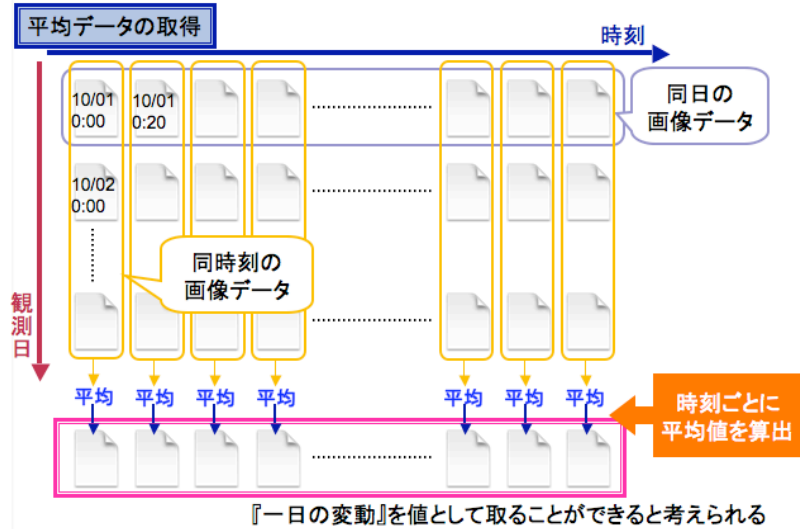 平均データの取得
時刻
10/01
0:00
10/01
0:20
同日の
画像データ
10/02
0:00
同時刻の
画像データ
観測日
平均 平均 平均 平均 平均 平均 平均
時刻ごとに
平均値を算出
『一日の変動』を値として取ることができると考えられる